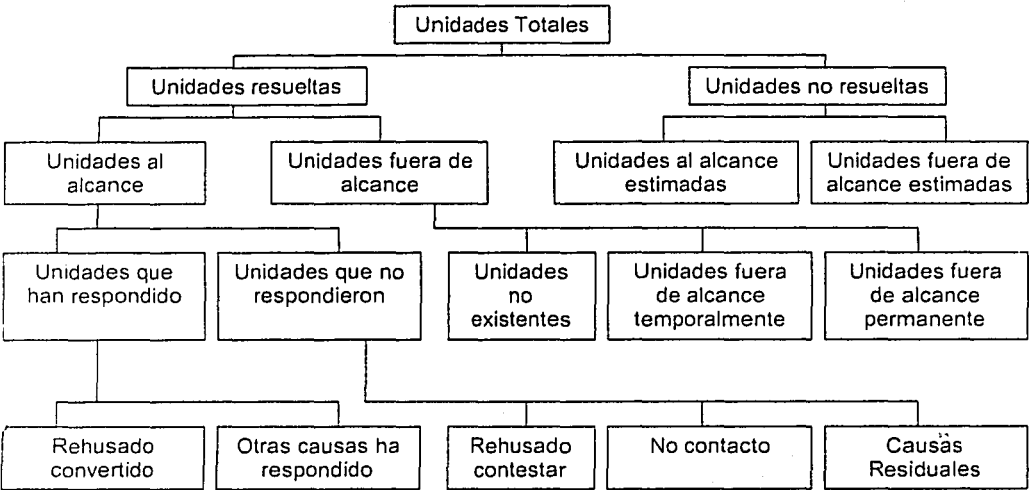 Unidades Totales
Unidades resueltas
Unidades no resueltas
Unidades al
alcance
Unidades fuera de
alcance
Unidades al alcance
estimadas
Unidades fuera de
alcance estimadas
Unidades que
han respondido
Unidades que no
respondieron
Unidades
no
existentes
Unidades fuera
de alcance
temporalmente
Unidades fuera
de alcance
permanente
Rehusado
convertido
Otras causas ha
respondido
Rehusado
contestar
No contacto
Causas
Residuales